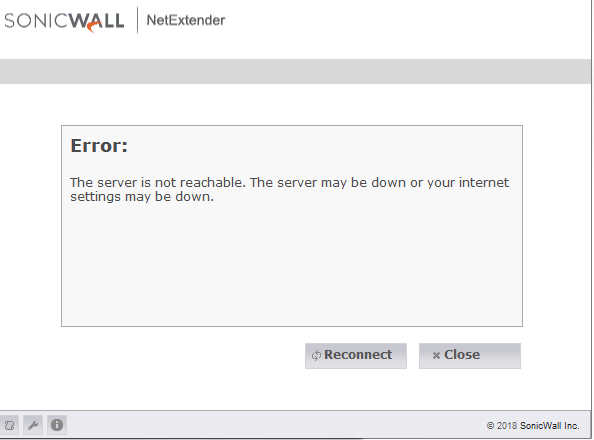 SONICWALL | NetExtender
Error:
The server is not reachable. The server may be down or your internet
settings may be down.
Reconnect
Close
© 2018 SonicWall Inc.